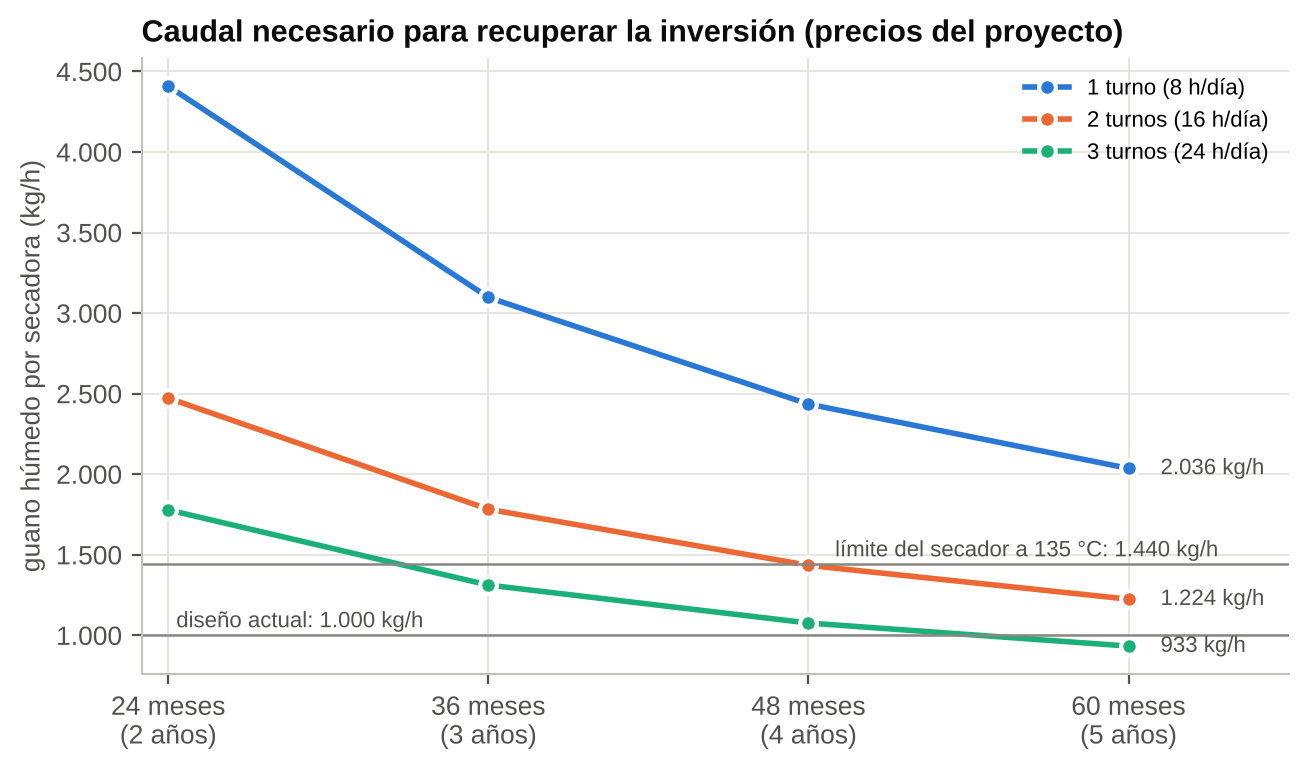 Caudal necesario para recuperar la inversión (precios del proyecto)
guano húmedo por secadora (kg/h)
4.500
4.000
3.500
3.000
2.500
2.000
1.500
1.000
1 turno (8 h/día)
2 turnos (16 h/día)
3 turnos (24 h/día)
2.036 kg/h
límite del secador a 135 °C: 1.440 kg/h
1.224 kg/h
diseño actual: 1.000 kg/h
933 kg/h
24 meses
(2 años)
36 meses
(3 años)
48 meses
(4 años)
60 meses
(5 años)